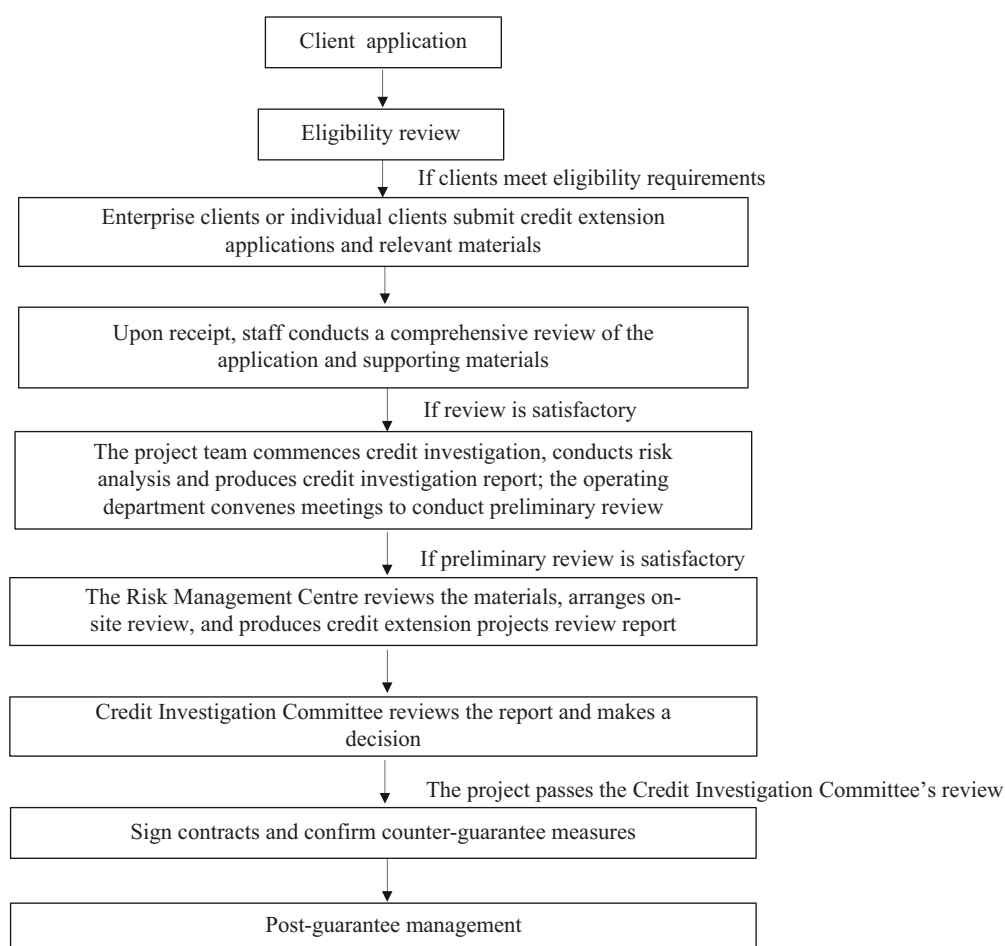 Client application
Eligibility review
If clients meet eligibility requirements
Enterprise clients or individual clients submit credit extension
applications and relevant materials
Upon receipt, staff conducts a comprehensive review of the
application and supporting materials
If review is satisfactory
The project team commences credit investigation, conducts risk
analysis and produces credit investigation report; the operating
department convenes meetings to conduct preliminary review
If preliminary review is satisfactory
The Risk Management Centre reviews the materials, arranges on-
site review, and produces credit extension projects review report
Credit Investigation Committee reviews the report and makes a
decision
The project passes the Credit Investigation Committee’s review
Sign contracts and confirm counter-guarantee measures
Post-guarantee management